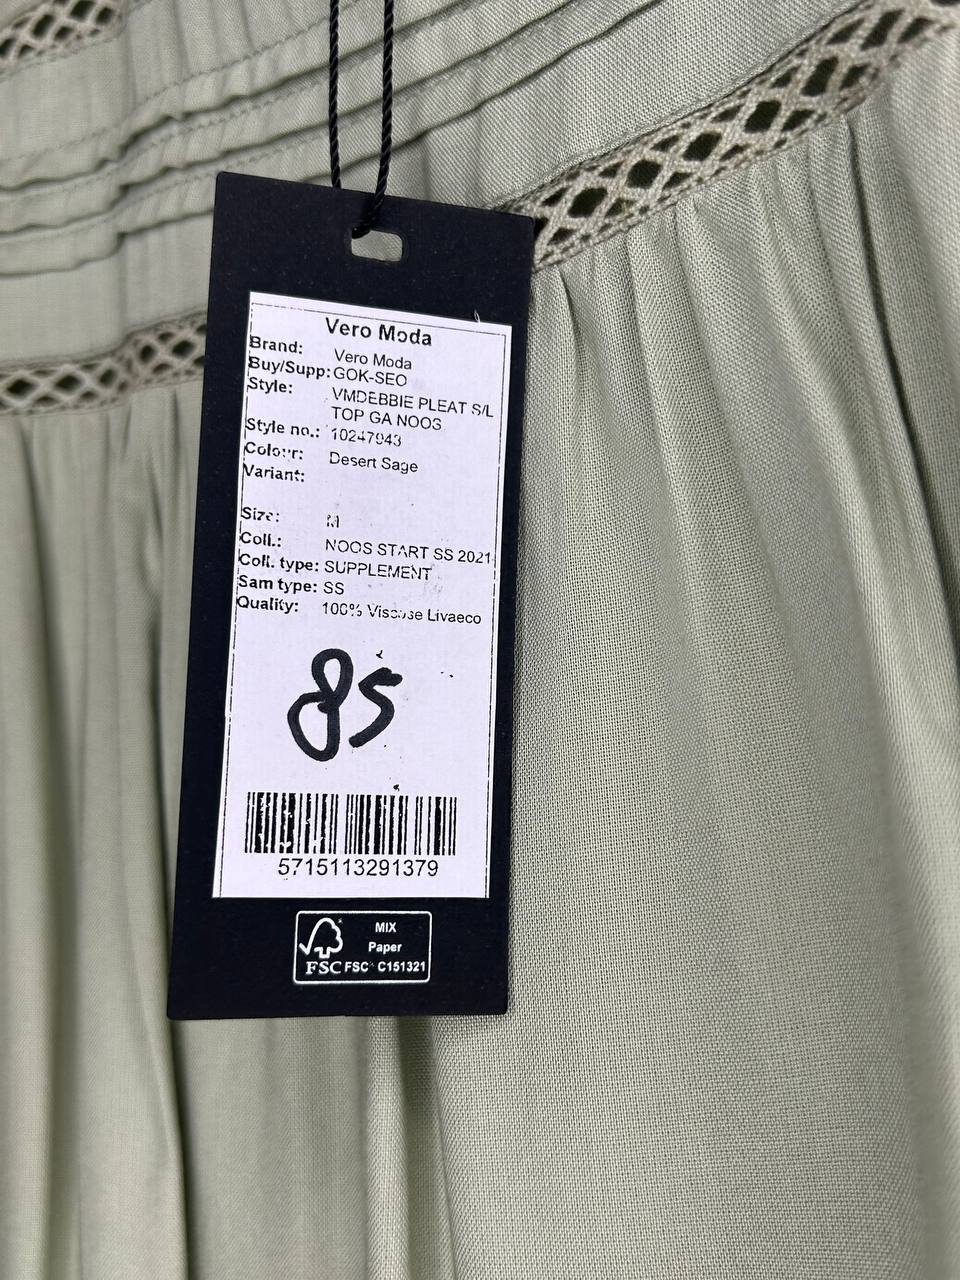 Vero Moda
Brand: Vero Moda
Buy/Supp: GOK-SEO
Style: VMDEBBIE PLEAT S/L
TOP GA NOOS
Style no.: 10247943
Colour: Desert Sage
Variant:
Size: M
Coll.: NOOS START SS 2021
Coll. type: SUPPLEMENT
Sam type: SS
Quality: 100% Viscose Livaeco
85
5715113291379
MIX
Paper
FSC FSC® C151321